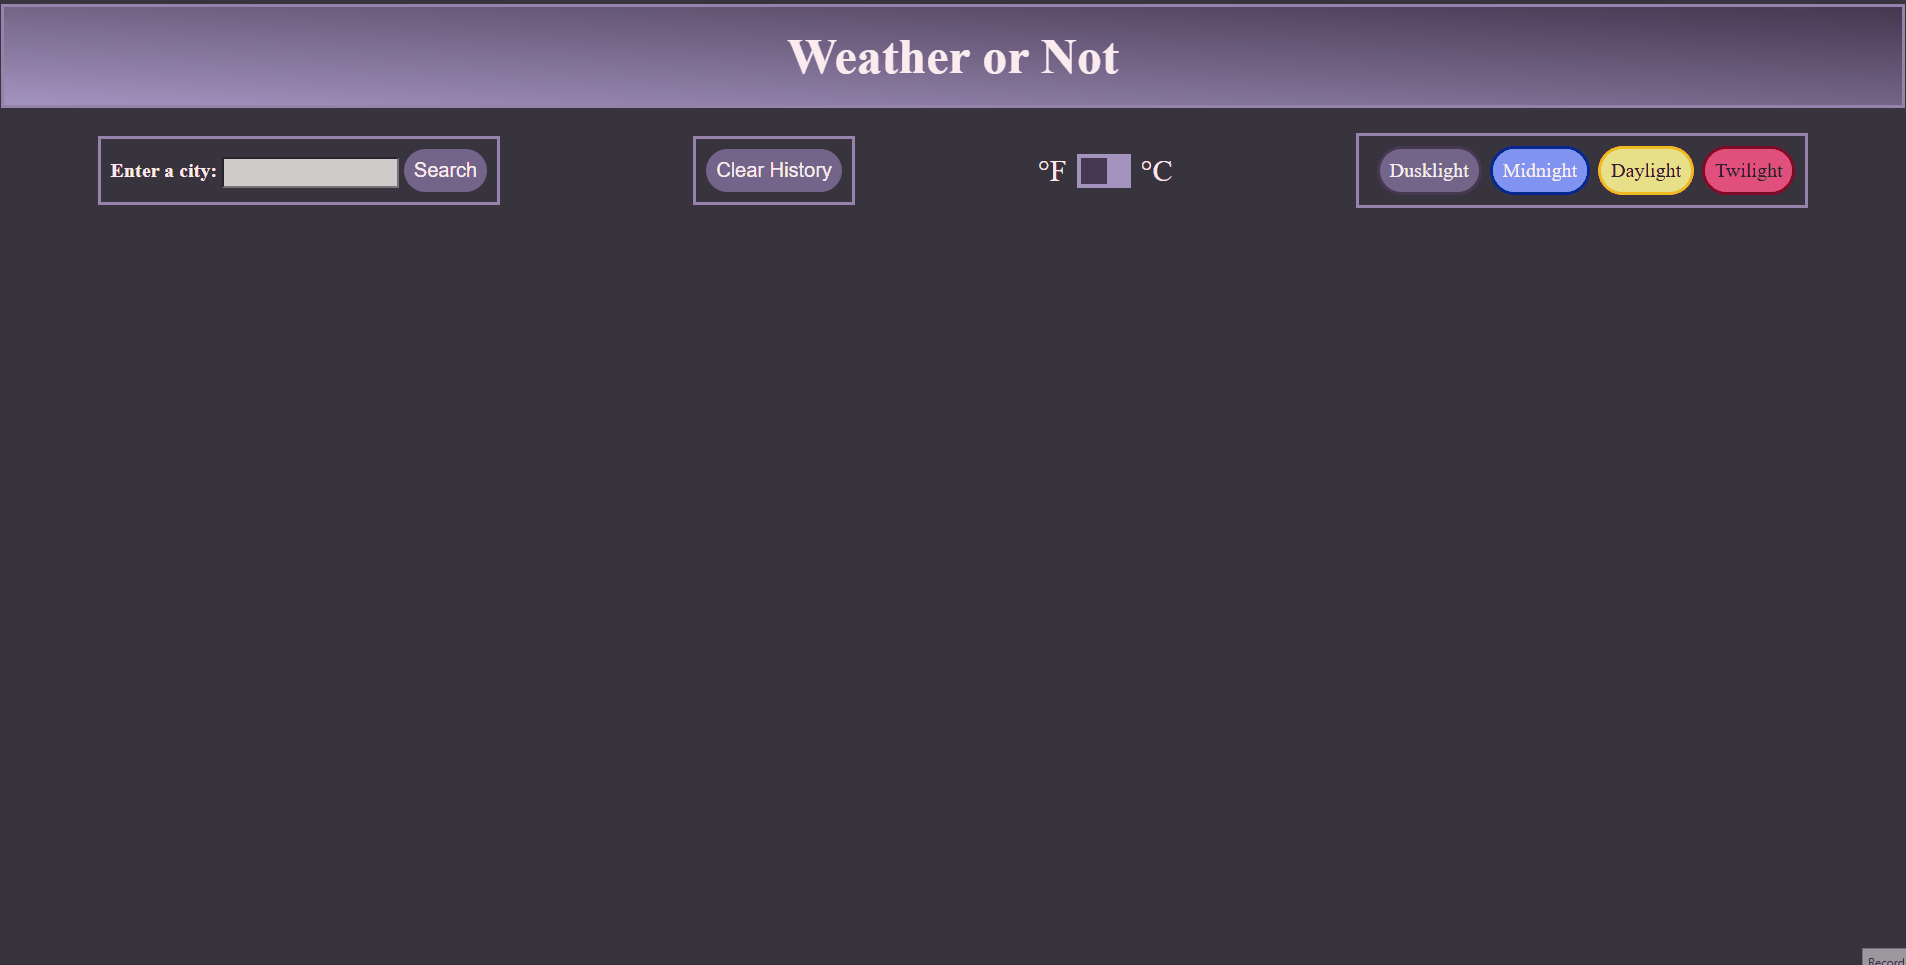 Weather or Not
Enter a city: Search Clear History °F °C Dusklight Midnight Daylight Twilight
Record